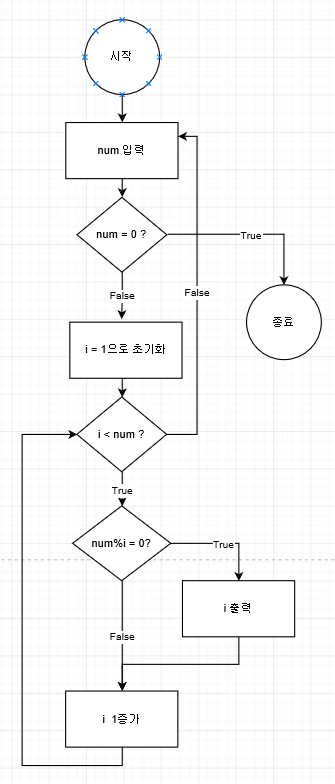 시작
num 입력
num = 0 ?
True
False
False
종료
i = 1으로 초기화
i < num ?
True
num%i = 0?
True
i 출력
False
i 1증가